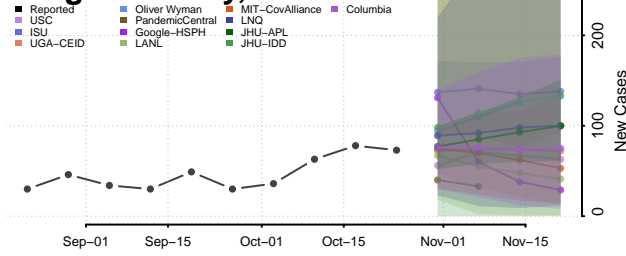 Reported Oliver Wyman MIT−CovAlliance Columbia
USC PandemicCentral LNQ
ISU Google−HSPH JHU−APL
UGA−CEID LANL JHU−IDD
200
100
0
New Cases
Sep−01 Sep−15 Oct−01 Oct−15 Nov−01 Nov−15